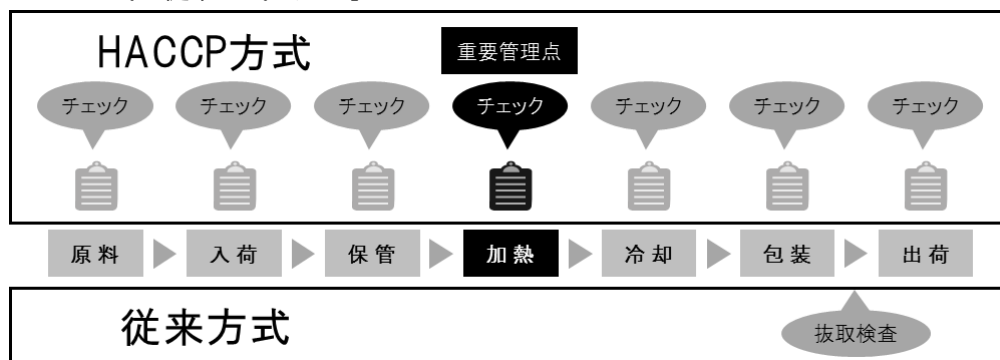 HACCP方式
重要管理点
チェック チェック チェック チェック チェック チェック チェック
原料 入荷 保管 加熱 冷却 包装 出荷
従来方式
抜取検査